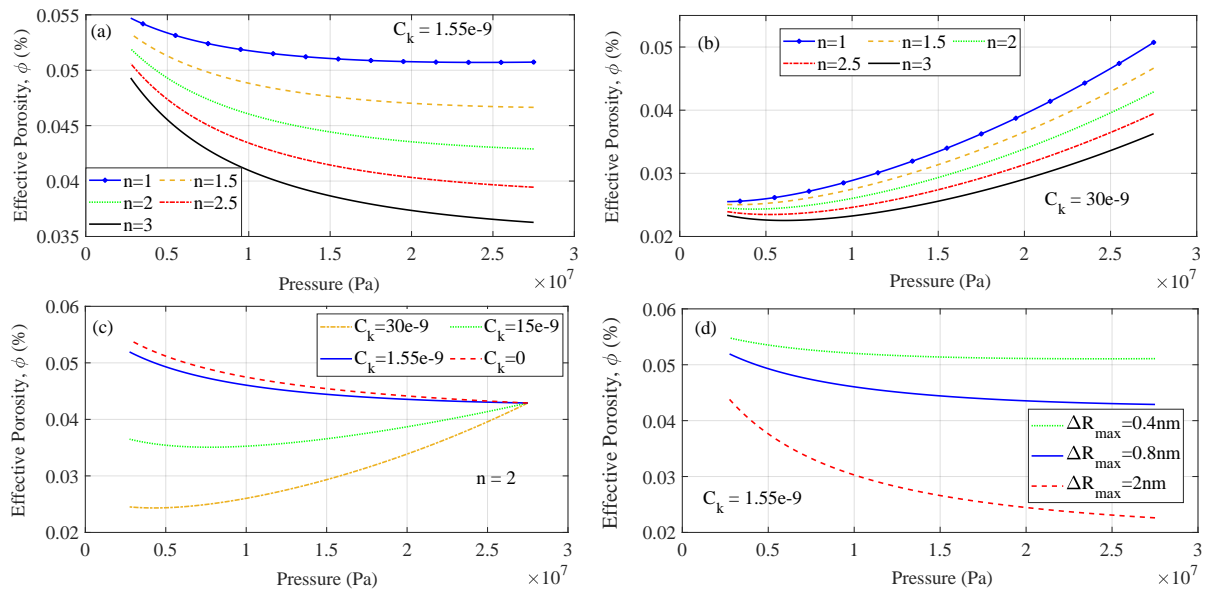 (a)
C_k = 1.55e-9
Effective Porosity, ϕ (%)
0.055
0.05
0.045
0.04
0.035
n=1 n=1.5
n=2 n=2.5
n=3
0 0.5 1 1.5 2 2.5 3
Pressure (Pa)
×10^7
(b)
n=1 n=1.5 n=2
n=2.5 n=3
Effective Porosity, ϕ (%)
0.05
0.04
0.03
0.02
C_k = 30e-9
0 0.5 1 1.5 2 2.5 3
Pressure (Pa)
×10^7
(c)
C_k=30e-9 C_k=15e-9
C_k=1.55e-9 C_k=0
Effective Porosity, ϕ (%)
0.06
0.05
0.04
0.03
0.02
n = 2
0 0.5 1 1.5 2 2.5 3
Pressure (Pa)
×10^7
(d)
Effective Porosity, ϕ (%)
0.06
0.05
0.04
0.03
0.02
ΔR_max=0.4nm
ΔR_max=0.8nm
ΔR_max=2nm
C_k = 1.55e-9
0 0.5 1 1.5 2 2.5 3
Pressure (Pa)
×10^7